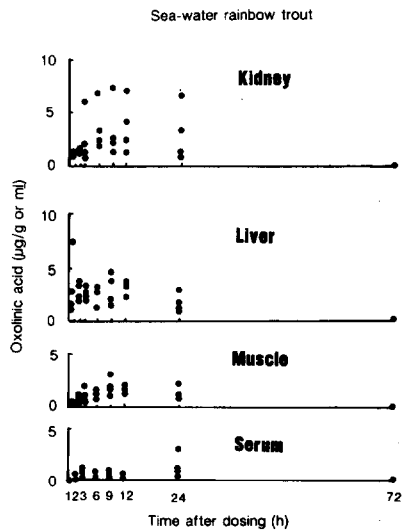 Sea-water rainbow trout
Kidney
10
5
0
Liver
10
5
0
Muscle
5
0
Serum
5
0
1 2 3 6 9 12 24 72
Time after dosing (h)
Oxolinic acid (µg/g or ml)